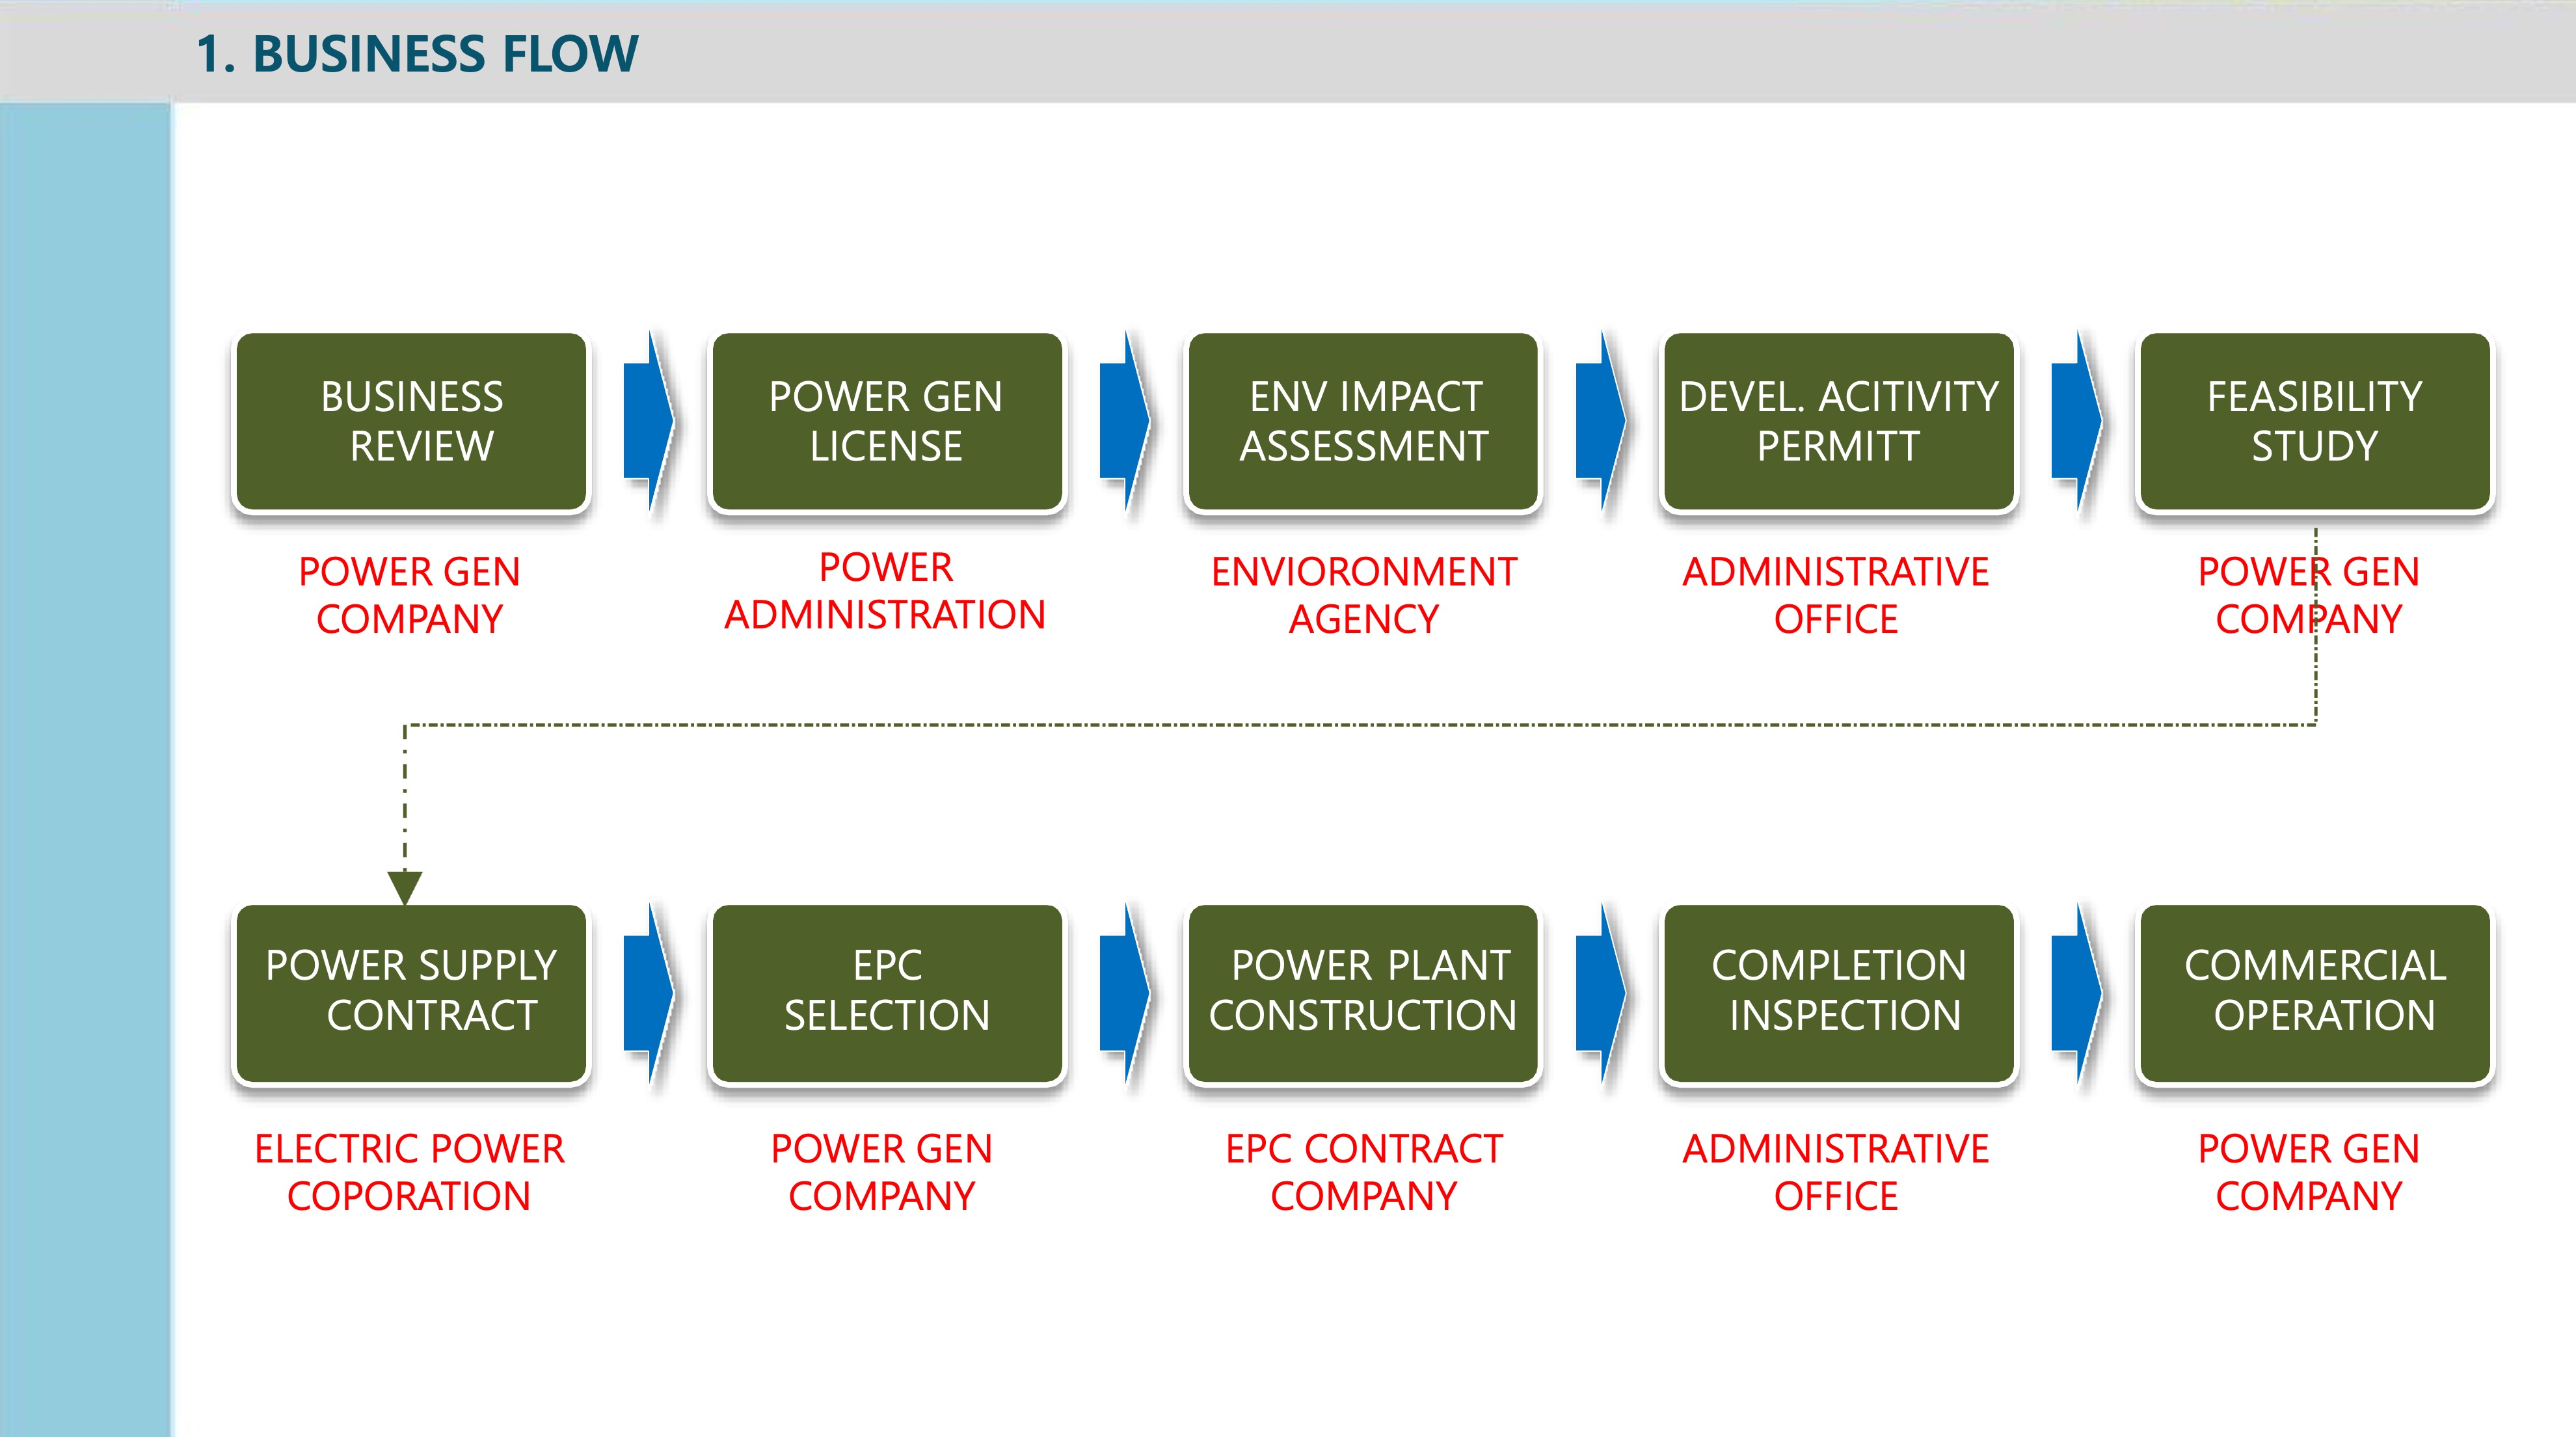 1. BUSINESS FLOW
BUSINESS
REVIEW
POWER GEN
LICENSE
ENV IMPACT
ASSESSMENT
DEVEL. ACITIVITY
PERMITT
FEASIBILITY
STUDY
POWER GEN
COMPANY
POWER
ADMINISTRATION
ENVIORONMENT
AGENCY
ADMINISTRATIVE
OFFICE
POWER GEN
COMPANY
POWER SUPPLY
CONTRACT
EPC
SELECTION
POWER PLANT
CONSTRUCTION
COMPLETION
INSPECTION
COMMERCIAL
OPERATION
ELECTRIC POWER
COPORATION
POWER GEN
COMPANY
EPC CONTRACT
COMPANY
ADMINISTRATIVE
OFFICE
POWER GEN
COMPANY